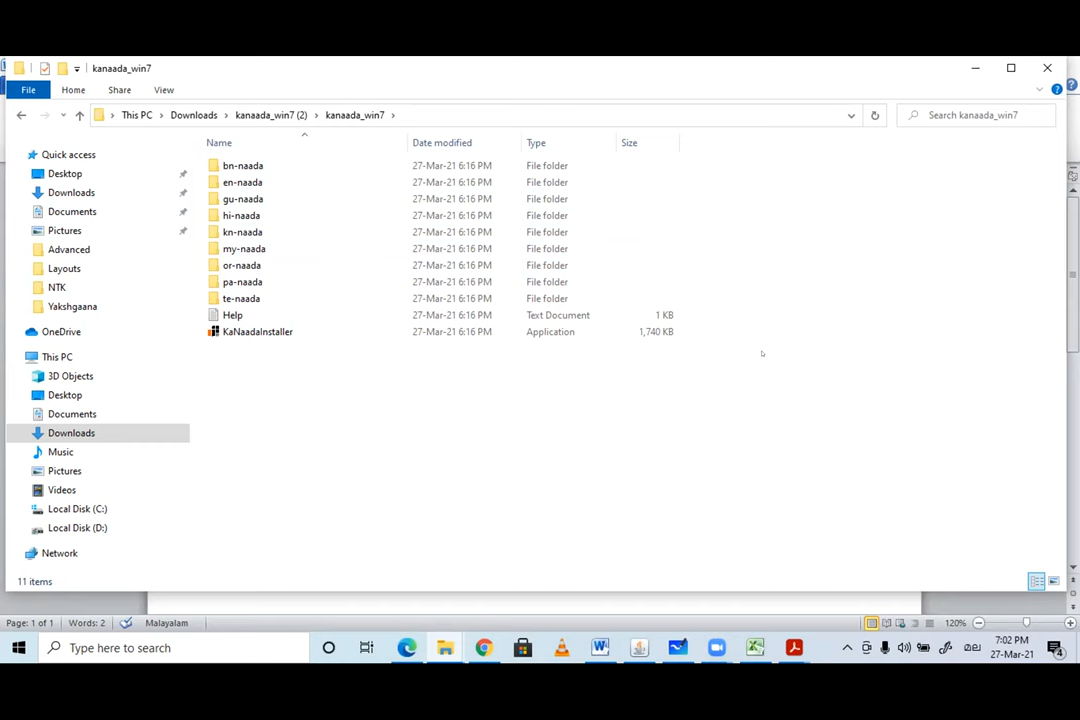 kanaada_win7
File Home Share View
This PC Downloads kanaada_win7 (2) kanaada_win7 Search kanaada_win7
Name Date modified Type Size
Quick access
Desktop
Downloads
Documents
Pictures
Advanced
Layouts
NTK
Yakshgaana
OneDrive
This PC
3D Objects
Desktop
Documents
Downloads
Music
Pictures
Videos
Local Disk (C:)
Local Disk (D:)
Network
bn-naada 27-Mar-21 6:16 PM File folder
en-naada 27-Mar-21 6:16 PM File folder
gu-naada 27-Mar-21 6:16 PM File folder
hi-naada 27-Mar-21 6:16 PM File folder
kn-naada 27-Mar-21 6:16 PM File folder
my-naada 27-Mar-21 6:16 PM File folder
or-naada 27-Mar-21 6:16 PM File folder
pa-naada 27-Mar-21 6:16 PM File folder
te-naada 27-Mar-21 6:16 PM File folder
Help 27-Mar-21 6:16 PM Text Document 1 KB
KaNaadaInstaller 27-Mar-21 6:16 PM Application 1,740 KB
11 items
Page: 1 of 1 Words: 2 Malayalam 120%
Type here to search മല 7:02 PM
27-Mar-21 4